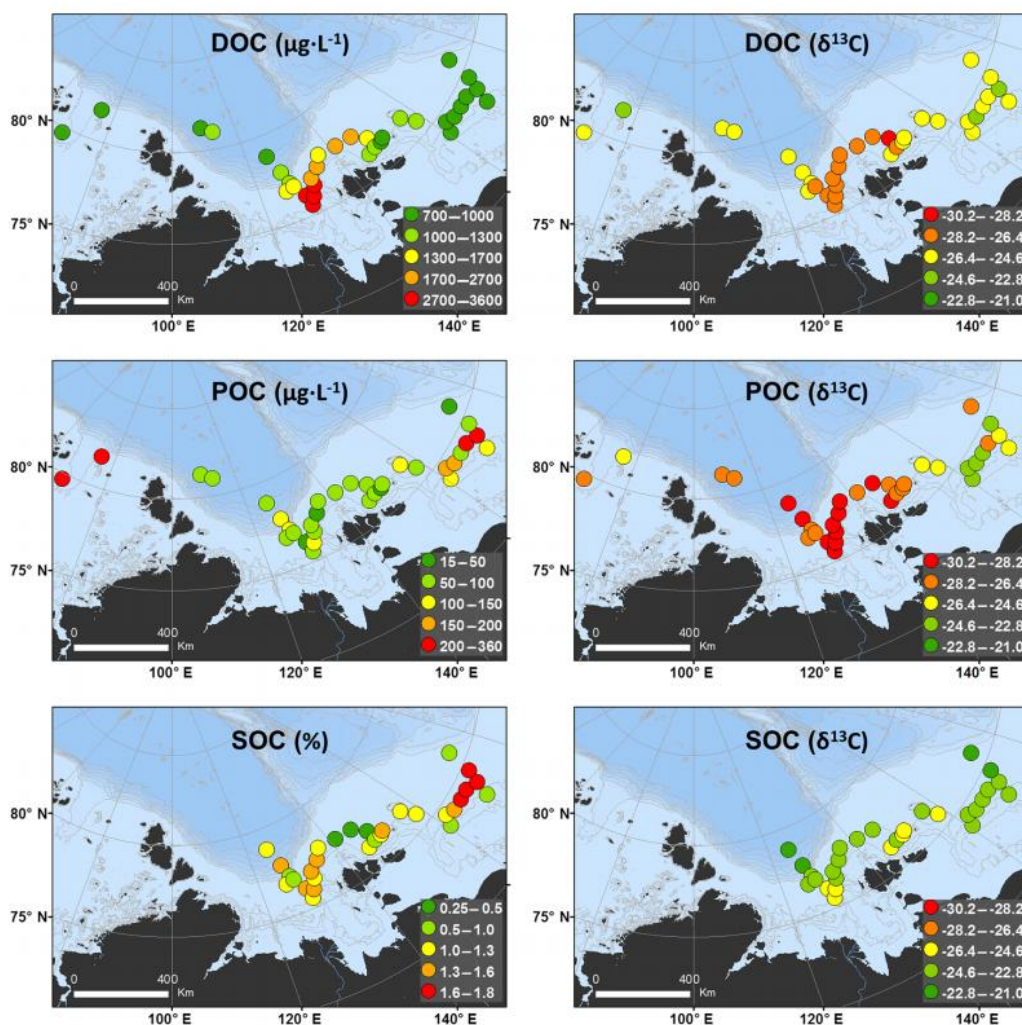 DOC (µg·L⁻¹)
80° N
75° N
700–1000
1000–1300
1300–1700
1700–2700
2700–3600
0 400
Km
100° E 120° E 140° E
DOC (δ¹³C)
-30.2– -28.2
-28.2– -26.4
-26.4– -24.6
-24.6– -22.8
-22.8– -21.0
0 400
Km
100° E 120° E 140° E
POC (µg·L⁻¹)
80° N
75° N
15–50
50–100
100–150
150–200
200–360
0 400
Km
100° E 120° E 140° E
POC (δ¹³C)
-30.2– -28.2
-28.2– -26.4
-26.4– -24.6
-24.6– -22.8
-22.8– -21.0
0 400
Km
100° E 120° E 140° E
SOC (%)
80° N
75° N
0.25–0.5
0.5–1.0
1.0–1.3
1.3–1.6
1.6–1.8
0 400
Km
100° E 120° E 140° E
SOC (δ¹³C)
-30.2– -28.2
-28.2– -26.4
-26.4– -24.6
-24.6– -22.8
-22.8– -21.0
0 400
Km
100° E 120° E 140° E